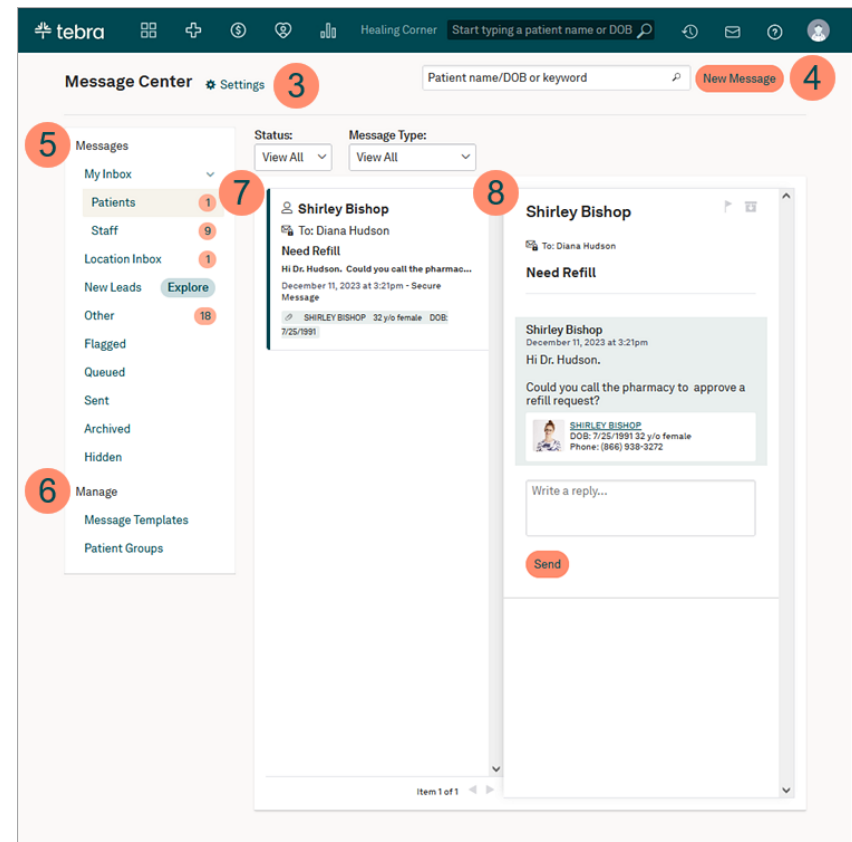 tebra
Healing Corner
Start typing a patient name or DOB
Message Center
Settings
3
Patient name/DOB or keyword
New Message
4
5
Messages
My Inbox
Patients
1
Staff
9
Location Inbox
1
New Leads
Explore
Other
18
Flagged
Queued
Sent
Archived
Hidden
6
Manage
Message Templates
Patient Groups
Status:
Message Type:
View All
View All
7
Shirley Bishop
To: Diana Hudson
Need Refill
Hi Dr. Hudson. Could you call the pharmac...
December 11, 2023 at 3:21pm - Secure
Message
SHIRLEY BISHOP 32 y/o female DOB:
7/25/1991
Item 1 of 1
8
Shirley Bishop
To: Diana Hudson
Need Refill
Shirley Bishop
December 11, 2023 at 3:21pm
Hi Dr. Hudson.
Could you call the pharmacy to approve a
refill request?
SHIRLEY BISHOP
DOB: 7/25/1991 32 y/o female
Phone: (866) 938-3272
Write a reply...
Send